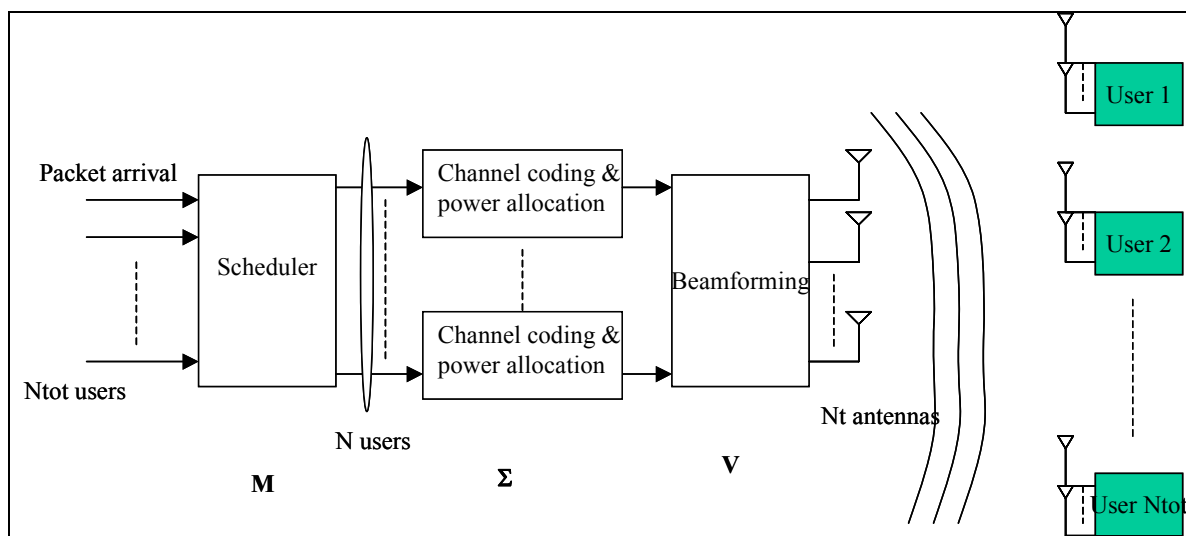 Packet arrival
Ntot users
Scheduler
N users
M
Channel coding &
power allocation
Channel coding &
power allocation
Σ
Beamforming
V
Nt antennas
User 1
User 2
User Ntot